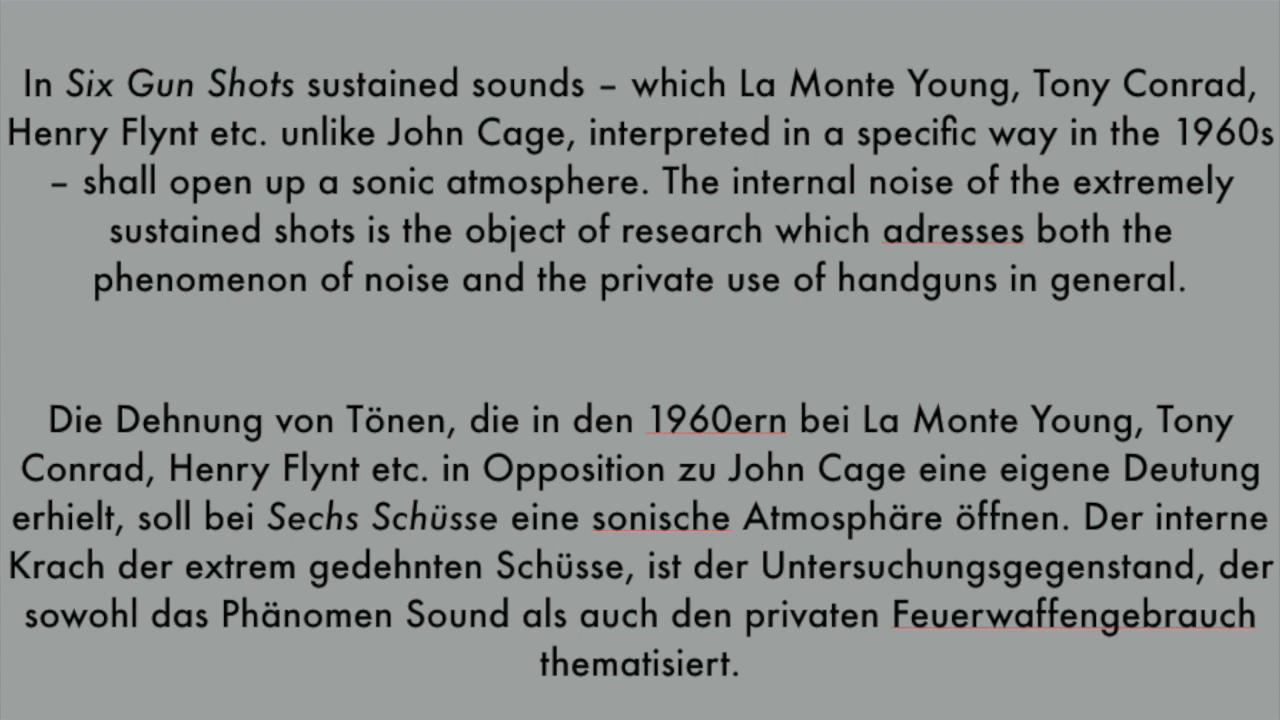 In Six Gun Shots sustained sounds – which La Monte Young, Tony Conrad,
Henry Flynt etc. unlike John Cage, interpreted in a specific way in the 1960s
– shall open up a sonic atmosphere. The internal noise of the extremely
sustained shots is the object of research which adresses both the
phenomenon of noise and the private use of handguns in general.
Die Dehnung von Tönen, die in den 1960ern bei La Monte Young, Tony
Conrad, Henry Flynt etc. in Opposition zu John Cage eine eigene Deutung
erhielt, soll bei Sechs Schüsse eine sonische Atmosphäre öffnen. Der interne
Krach der extrem gedehnten Schüsse, ist der Untersuchungsgegenstand, der
sowohl das Phänomen Sound als auch den privaten Feuerwaffengebrauch
thematisiert.